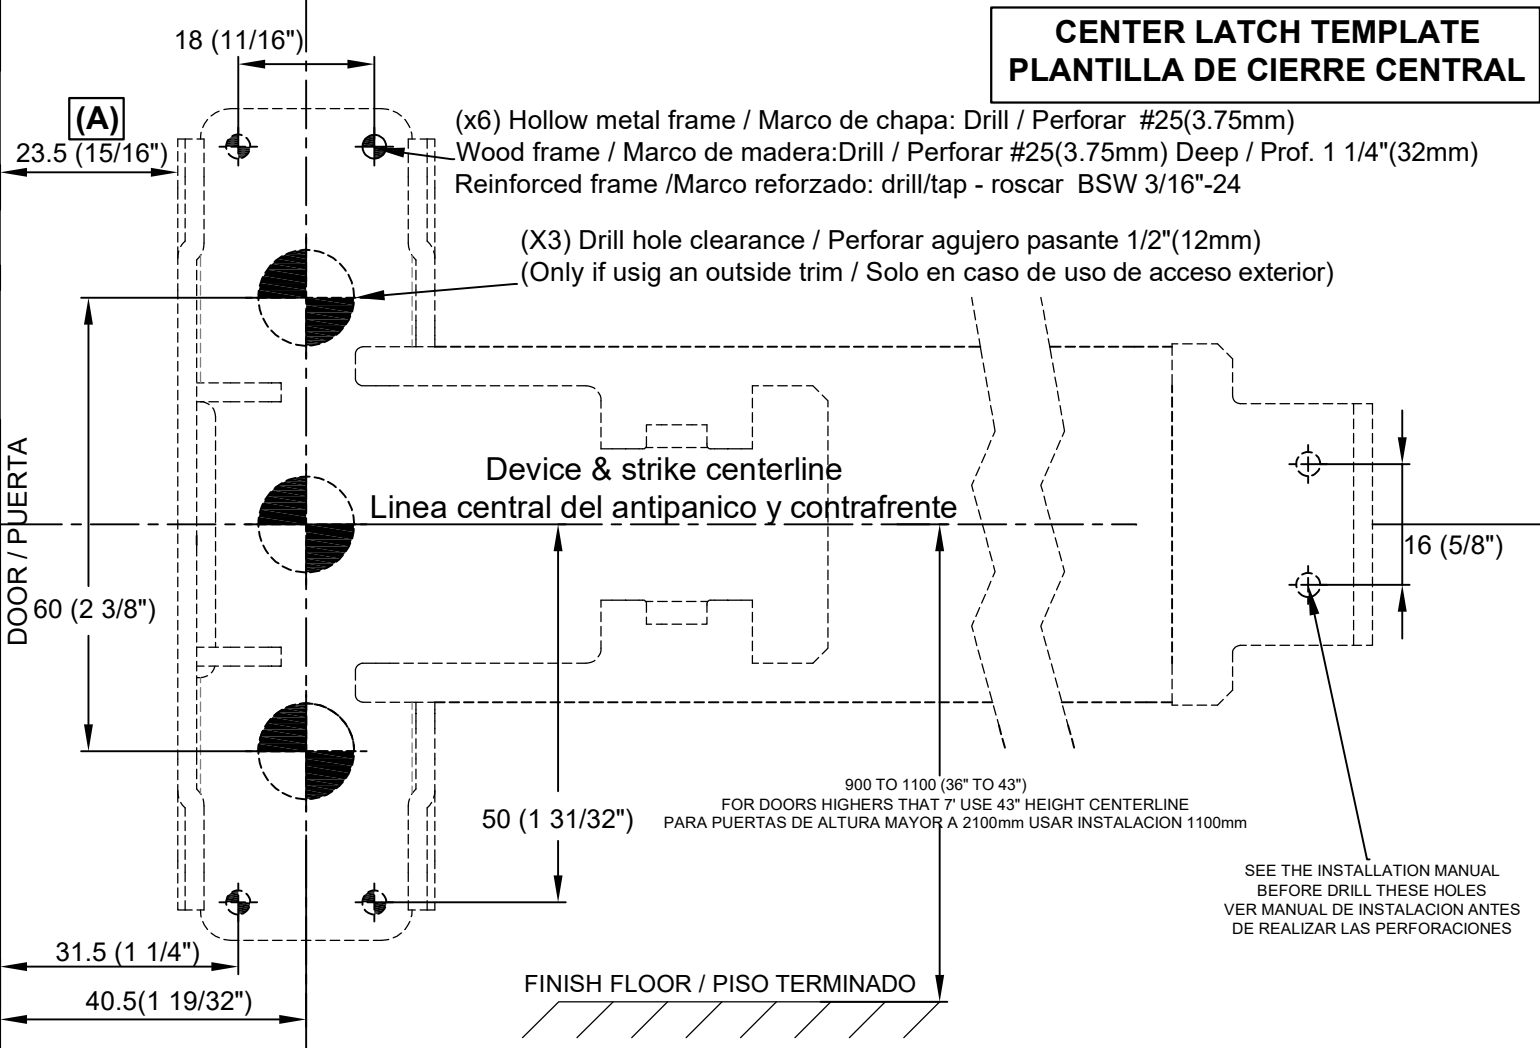 CENTER LATCH TEMPLATE
PLANTILLA DE CIERRE CENTRAL
18 (11/16")
(A)
23.5 (15/16")
(x6) Hollow metal frame / Marco de chapa: Drill / Perforar #25(3.75mm)
Wood frame / Marco de madera:Drill / Perforar #25(3.75mm) Deep / Prof. 1 1/4"(32mm)
Reinforced frame /Marco reforzado: drill/tap - roscar BSW 3/16"-24
(X3) Drill hole clearance / Perforar agujero pasante 1/2"(12mm)
(Only if usig an outside trim / Solo en caso de uso de acceso exterior)
DOOR / PUERTA
Device & strike centerline
Linea central del antipanico y contrafrente
16 (5/8")
60 (2 3/8")
50 (1 31/32")
900 TO 1100 (36" TO 43")
FOR DOORS HIGHERS THAT 7' USE 43" HEIGHT CENTERLINE
PARA PUERTAS DE ALTURA MAYOR A 2100mm USAR INSTALACION 1100mm
SEE THE INSTALLATION MANUAL
BEFORE DRILL THESE HOLES
VER MANUAL DE INSTALACION ANTES
DE REALIZAR LAS PERFORACIONES
31.5 (1 1/4")
40.5(1 19/32")
FINISH FLOOR / PISO TERMINADO